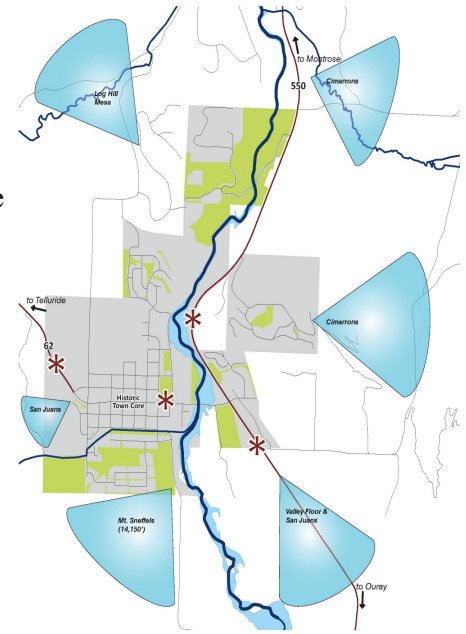 to Montrose
Cimarrons
550
Log Hill
Mesa
e
to Telluride
Cimarrons
62
Historic
Town Core
San Juans
Mt. Sneffels
(14,150')
Valley Floor &
San Juans
to Ouray